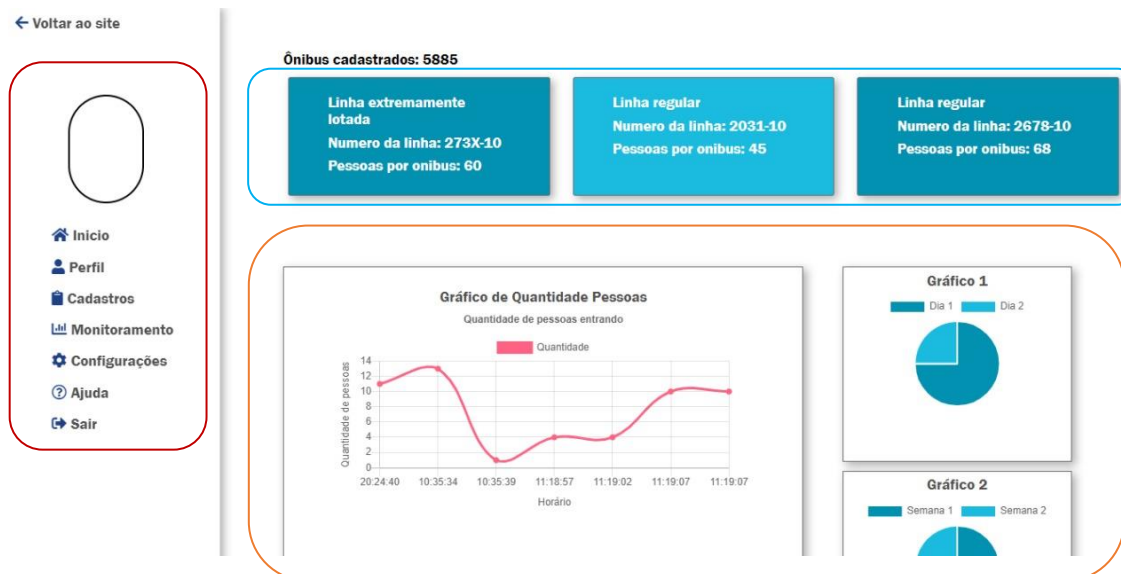 Voltar ao site
Inicio
Perfil
Cadastros
Monitoramento
Configurações
Ajuda
Sair
Ônibus cadastrados: 5885
Linha extremamente
lotada
Numero da linha: 273X-10
Pessoas por onibus: 60
Linha regular
Numero da linha: 2031-10
Pessoas por onibus: 45
Linha regular
Numero da linha: 2678-10
Pessoas por onibus: 68
Gráfico de Quantidade Pessoas
Quantidade de pessoas entrando
Quantidade
Quantidade de pessoas
14
12
10
8
6
4
2
0
20:24:40 10:35:34 10:35:39 11:18:57 11:19:02 11:19:07 11:19:07
Horário
Gráfico 1
Dia 1 Dia 2
Gráfico 2
Semana 1 Semana 2